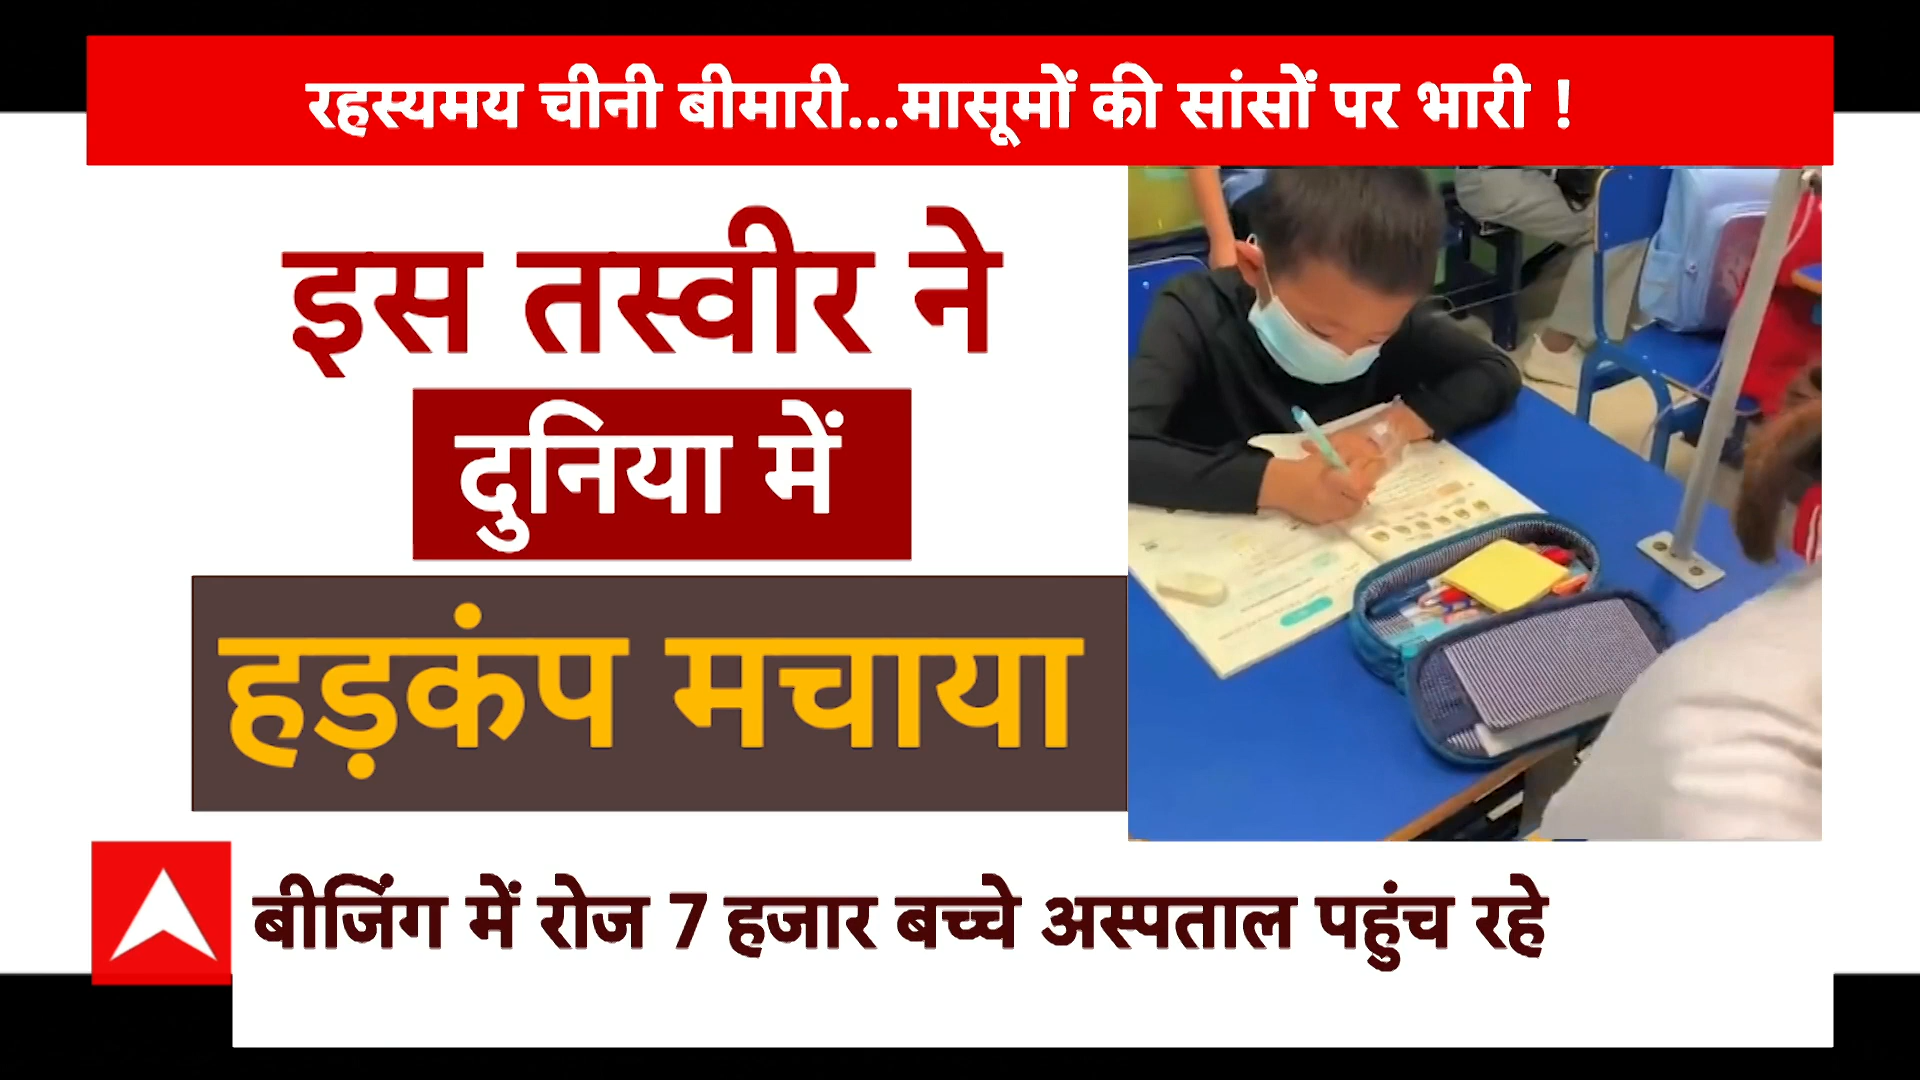 रहस्यमय चीनी बीमारी...मासूमों की सांसों पर भारी !
इस तस्वीर ने
दुनिया में
हड़कंप मचाया
बीजिंग में रोज 7 हजार बच्चे अस्पताल पहुंच रहे